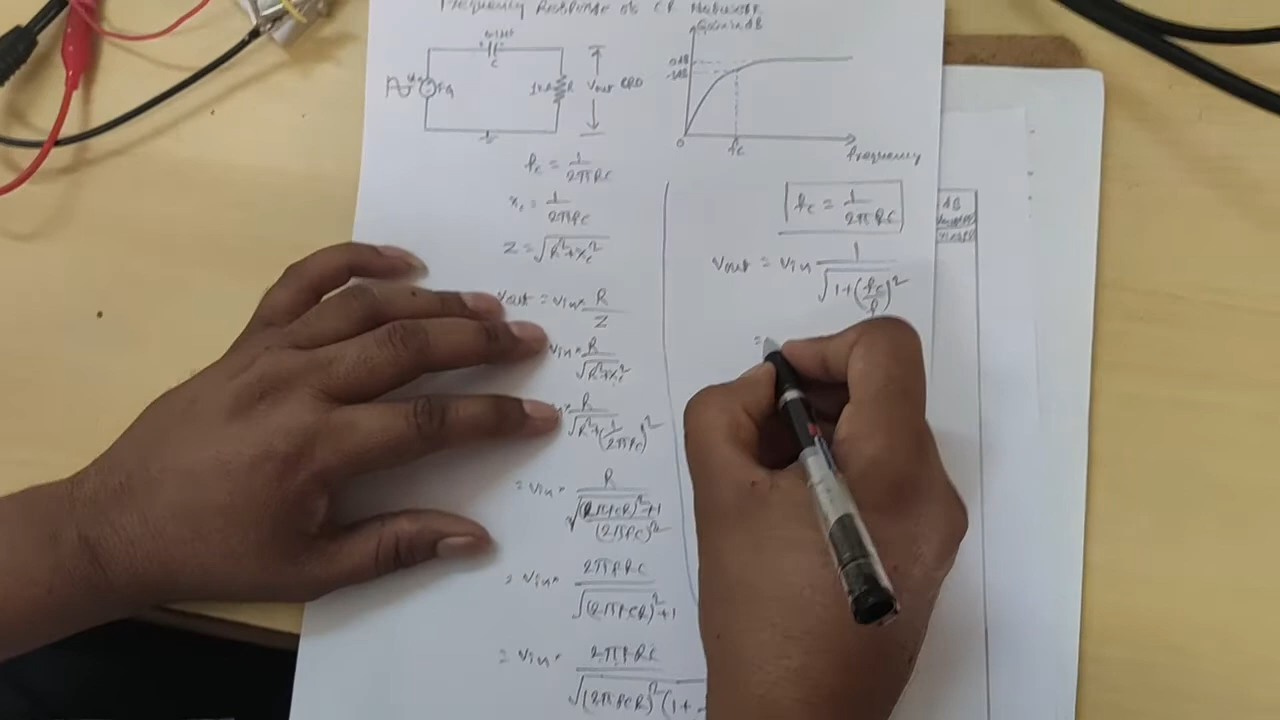 Frequency Response of CR Network
C
1kΩ R
Vout CRO
FG
Gain in dB
0dB
-3dB
0
fc
Frequency
fc = 1/2πRC
xc = 1/2πfC
Z = √R²+xc²
Vout = Vin × R/Z
Vin × R/√R²+xc²
× R/√R²+(1/2πfC)²
= Vin × R/√(2πfCR)²+1/(2πfC)²
= Vin × 2πfRC/√(2πfCR)²+1
= Vin × 2πfRC/√(2πfCR)²(1+
fc = 1/2πRC
Vout = Vin 1/√1+(fc/f)²
=
dB